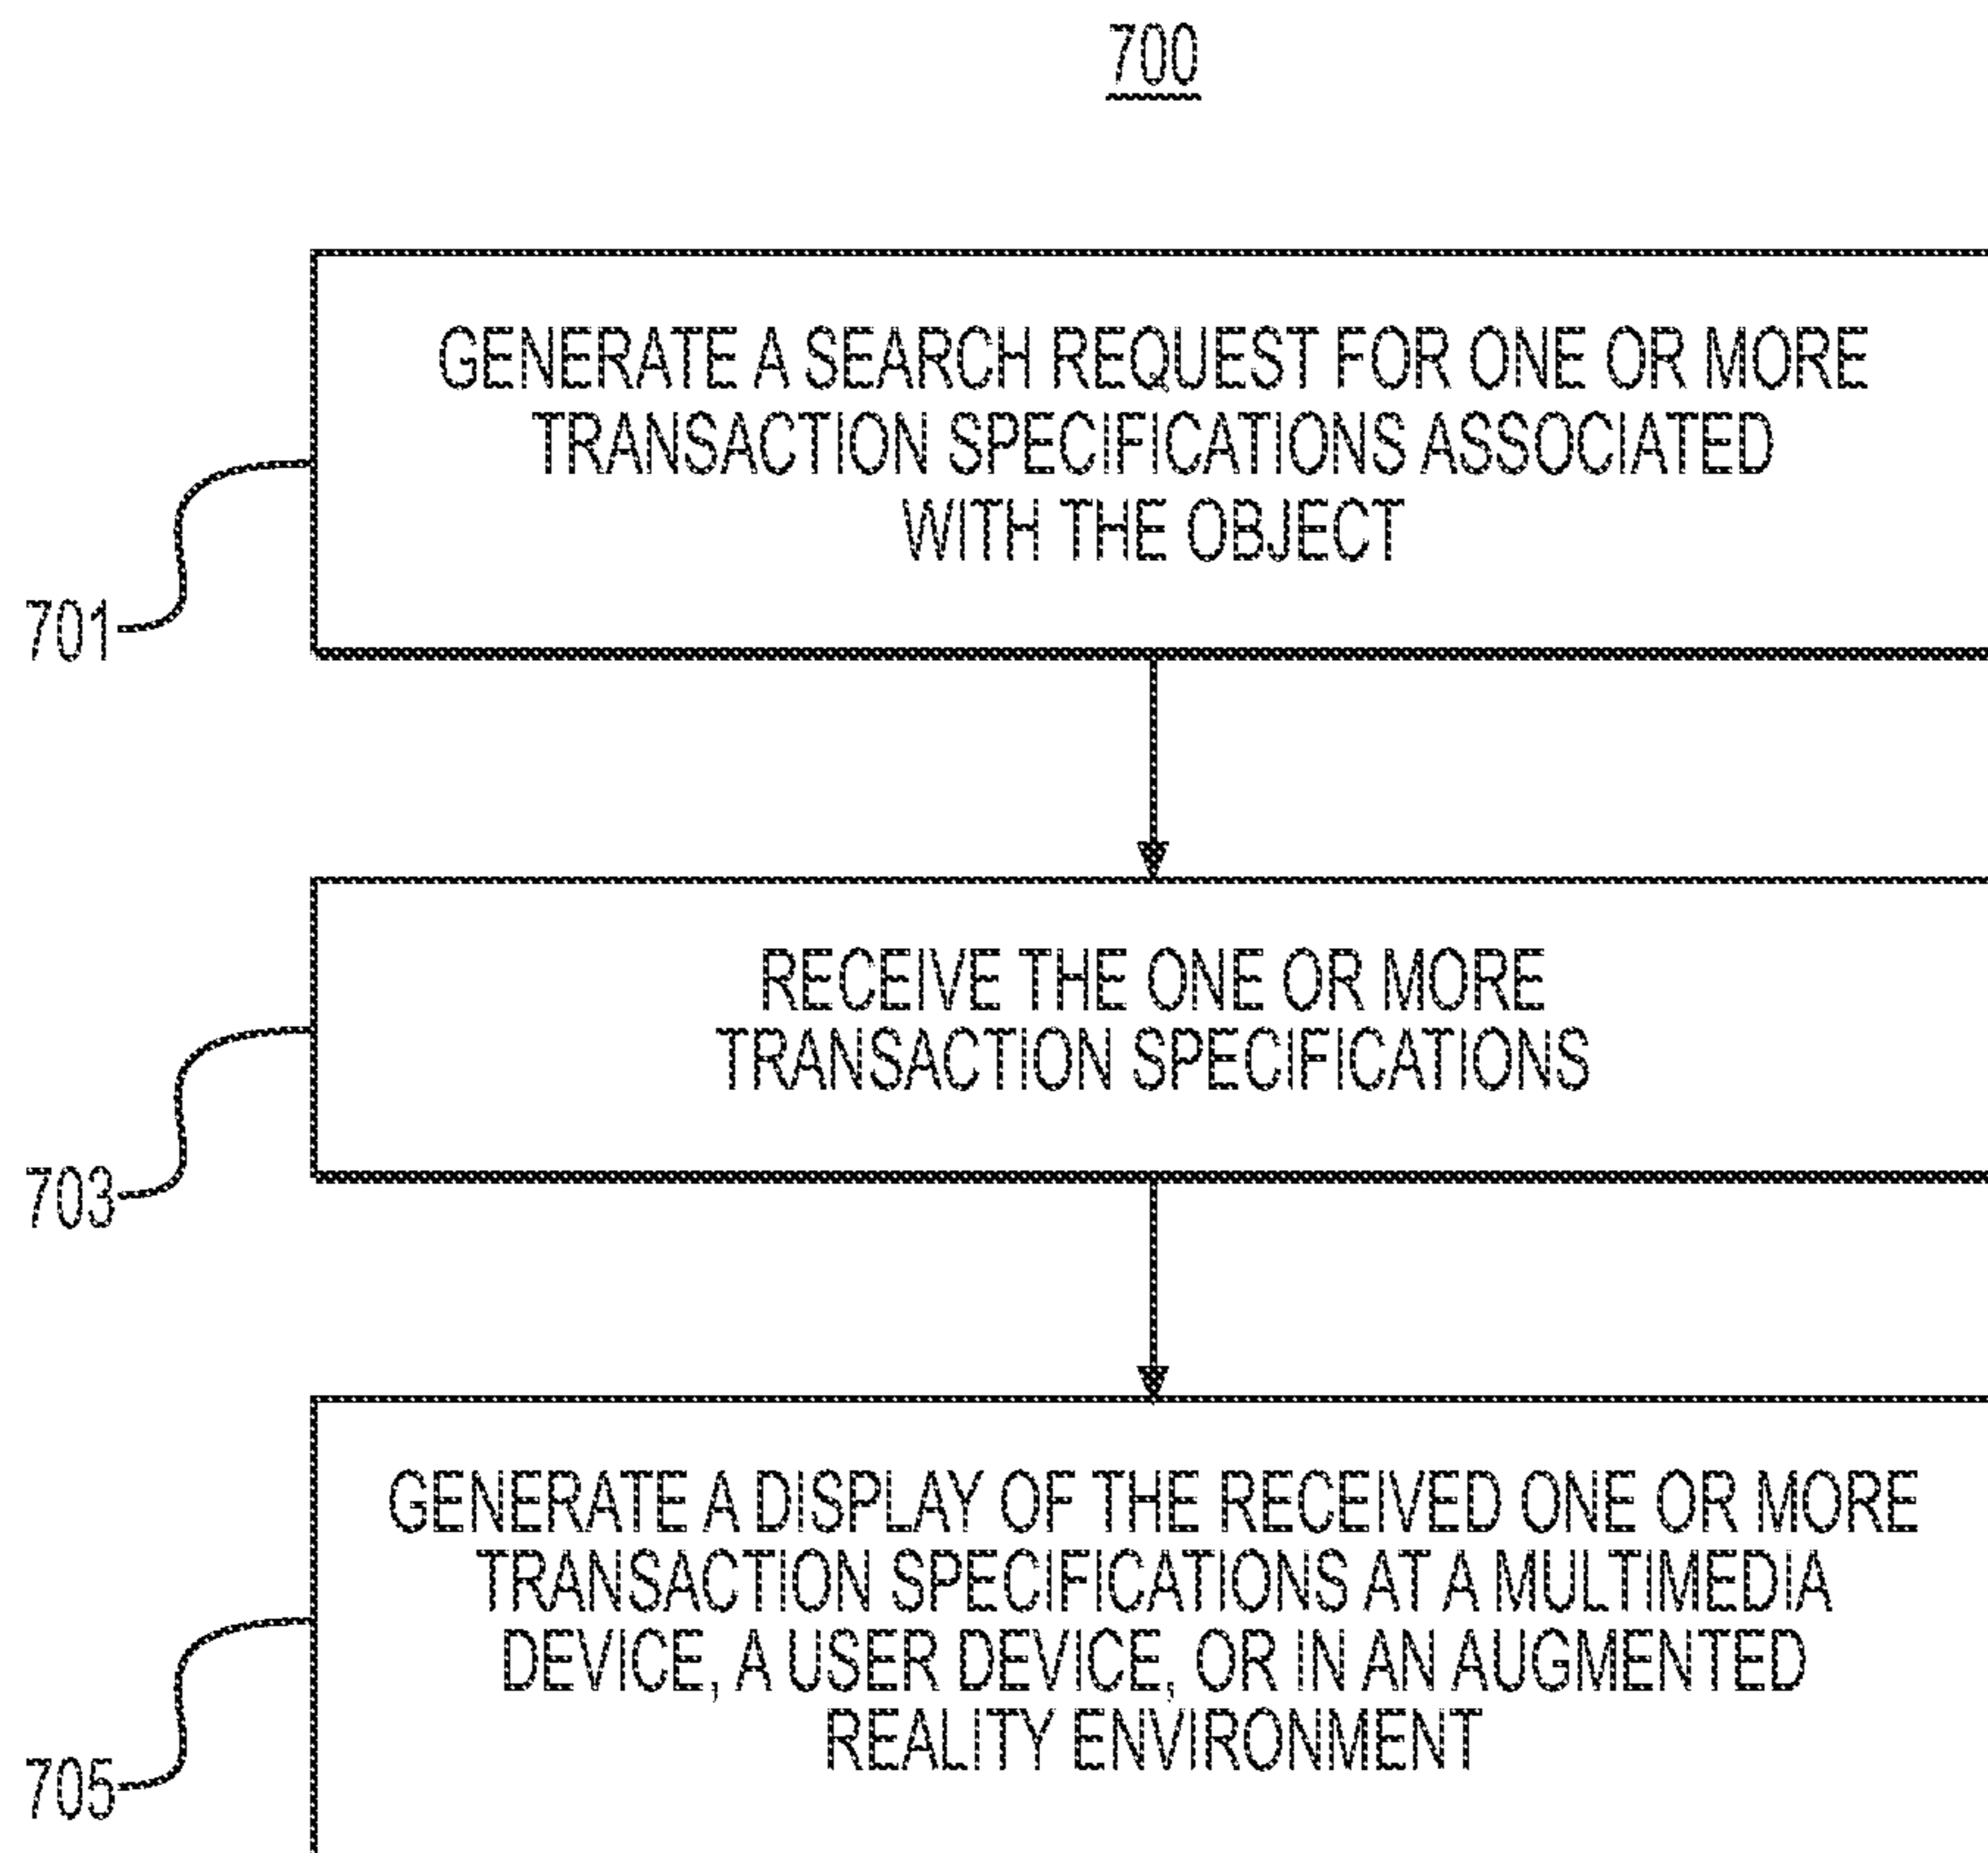 700
GENERATE A SEARCH REQUEST FOR ONE OR MORE
TRANSACTION SPECIFICATIONS ASSOCIATED
WITH THE OBJECT
701
RECEIVE THE ONE OR MORE
TRANSACTION SPECIFICATIONS
703
GENERATE A DISPLAY OF THE RECEIVED ONE OR MORE
TRANSACTION SPECIFICATIONS AT A MULTIMEDIA
DEVICE, A USER DEVICE, OR IN AN AUGMENTED
REALITY ENVIRONMENT
705